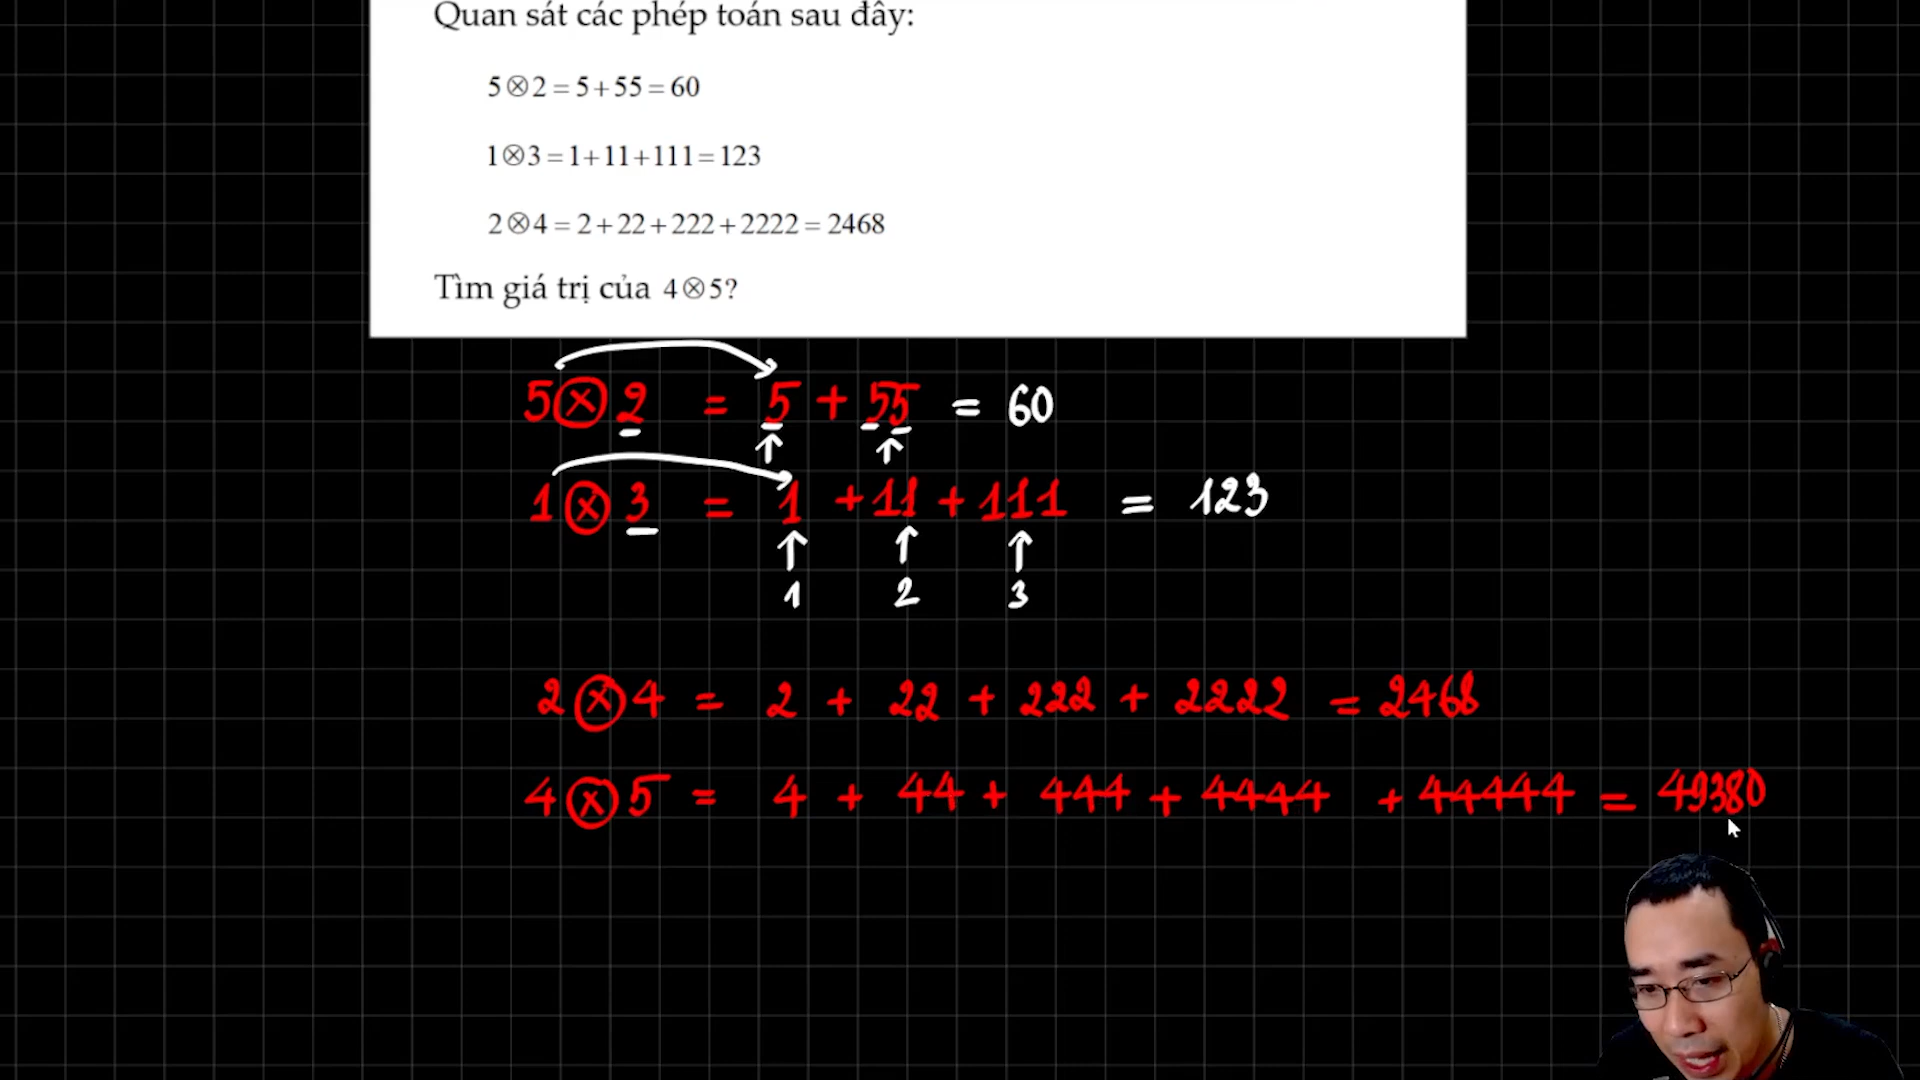 Quan sát các phép toán sau đây:
5⊗2 = 5+55 = 60
1⊗3 = 1+11+111 = 123
2⊗4 = 2+22+222+2222 = 2468
Tìm giá trị của 4⊗5?
5⊗2 = 5 + 55 = 60
1⊗3 = 1 + 11 + 111 = 123
1 2 3
2⊗4 = 2 + 22 + 222 + 2222 = 2468
4⊗5 = 4 + 44 + 444 + 4444 + 44444 = 49380